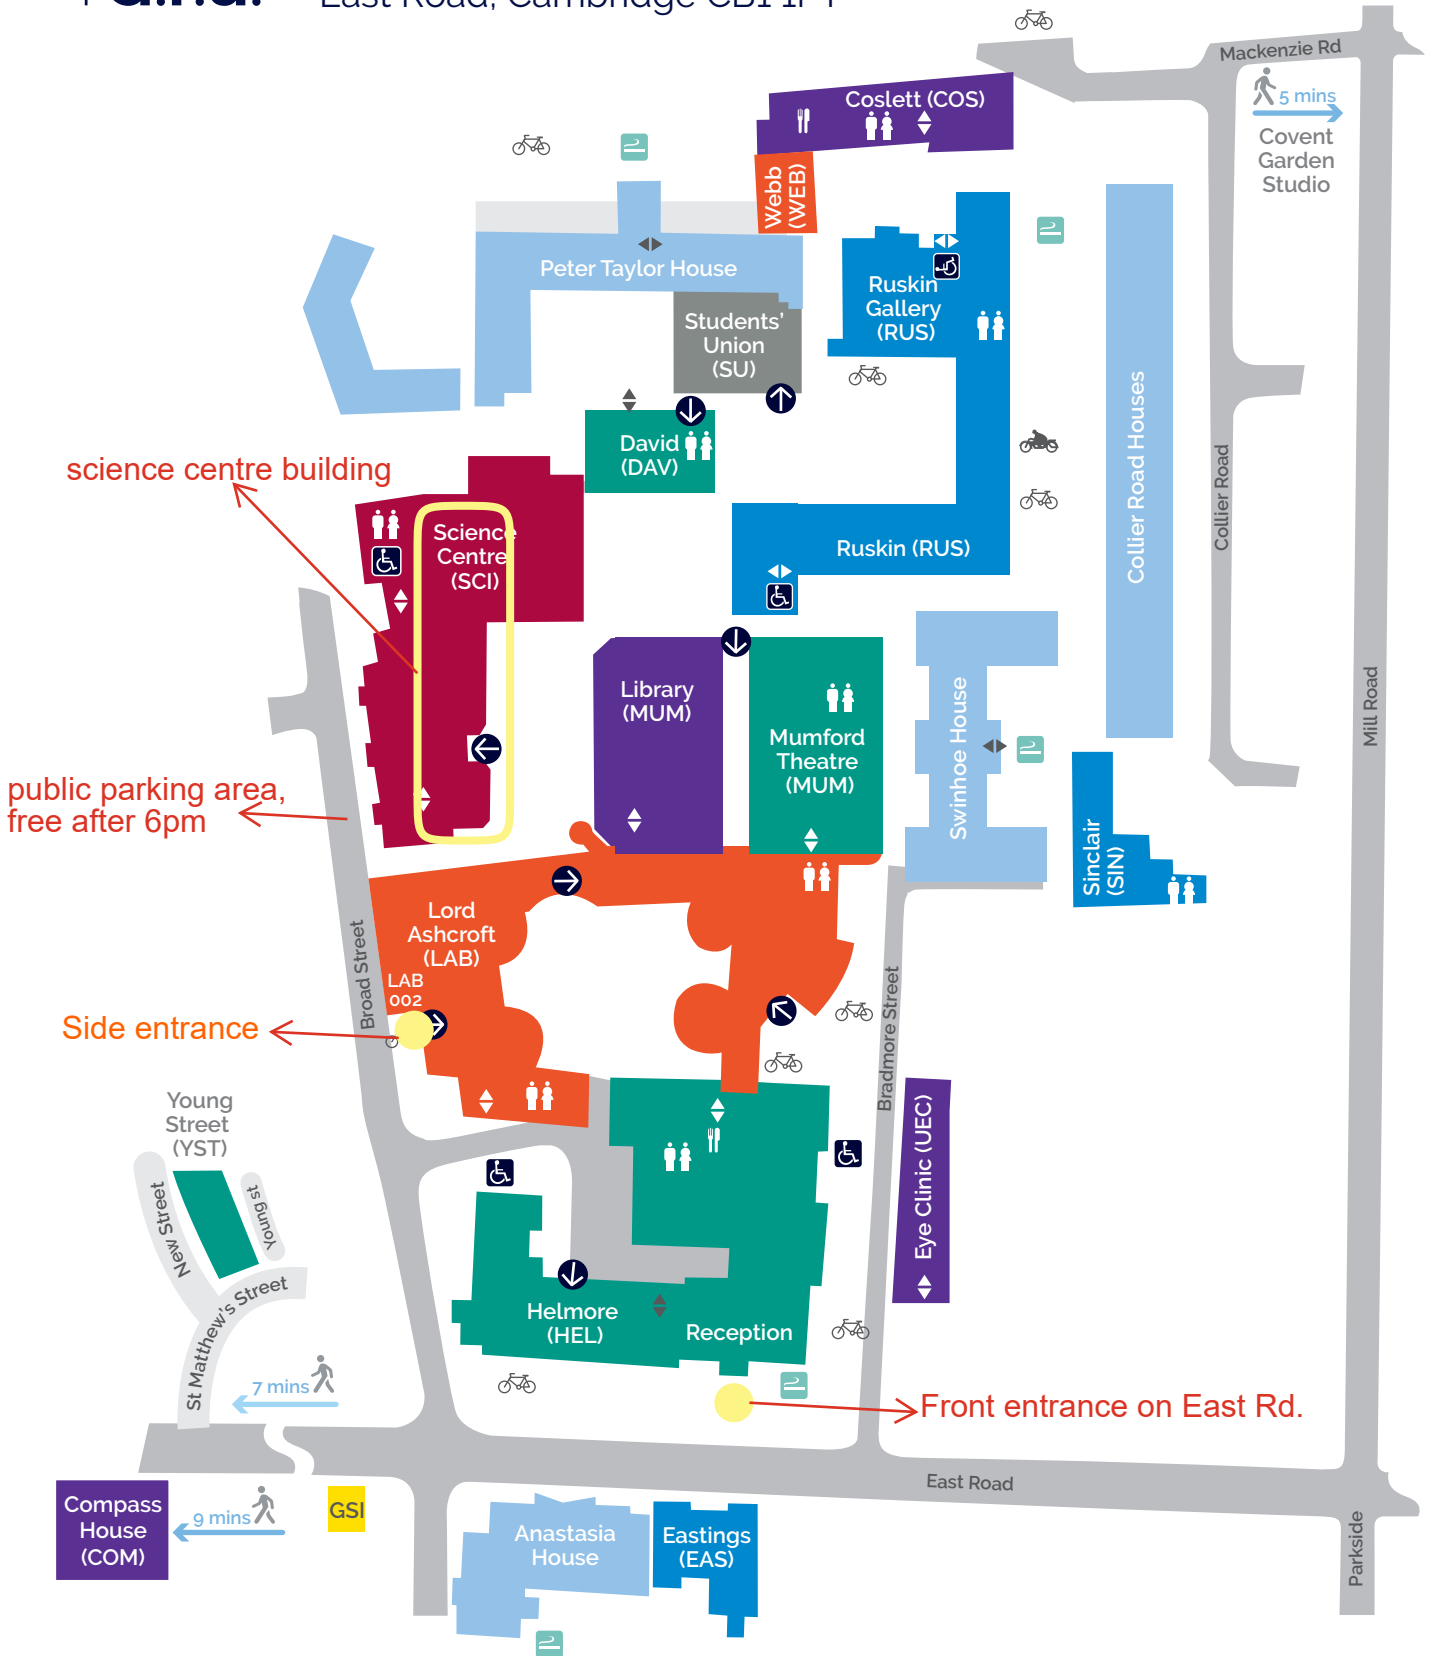 East Road, Cambridge CB1 1PT
Mackenzie Rd
5 mins
Covent
Garden
Studio
Coslett (COS)
Webb
(WEB)
Peter Taylor House
Ruskin
Gallery
(RUS)
Students'
Union
(SU)
Collier Road Houses
Collier Road
David
(DAV)
science centre building
Science
Centre
(SCI)
Ruskin (RUS)
Mill Road
Library
(MUM)
Mumford
Theatre
(MUM)
Swinhoe House
public parking area,
free after 6pm
Sinclair
(SIN)
Lord
Ashcroft
(LAB)
LAB
002
Broad Street
Bradmore Street
Side entrance
Young
Street
(YST)
New Street
Young st
St Matthew's Street
Eye Clinic (UEC)
Helmore
(HEL)
Reception
7 mins
Front entrance on East Rd.
East Road
Compass
House
(COM)
9 mins
GSI
Anastasia
House
Eastings
(EAS)
Parkside